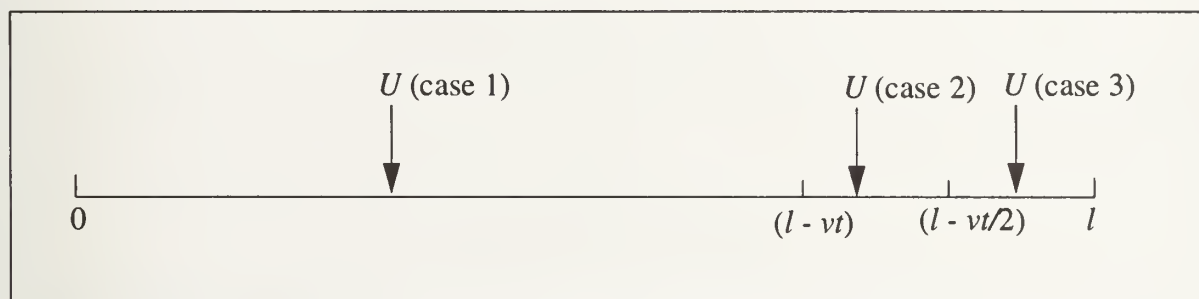 U (case 1) U (case 2) U (case 3)
0 (l - vt) (l - vt/2) l